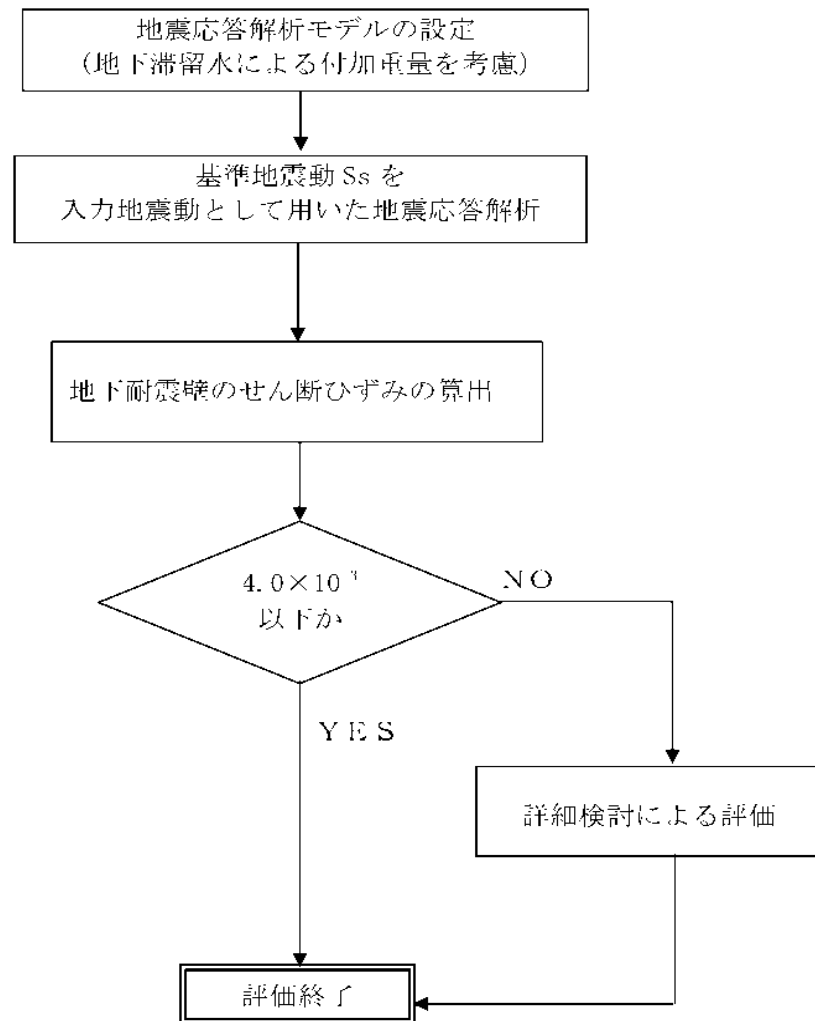 地震応答解析モデルの設定
(地下滞留水による付加重量を考慮)
基準地震動 Ss を
入力地震動として用いた地震応答解析
地下耐震壁のせん断ひずみの算出
4.0×10⁻³
以下か
NO
YES
詳細検討による評価
評価終了